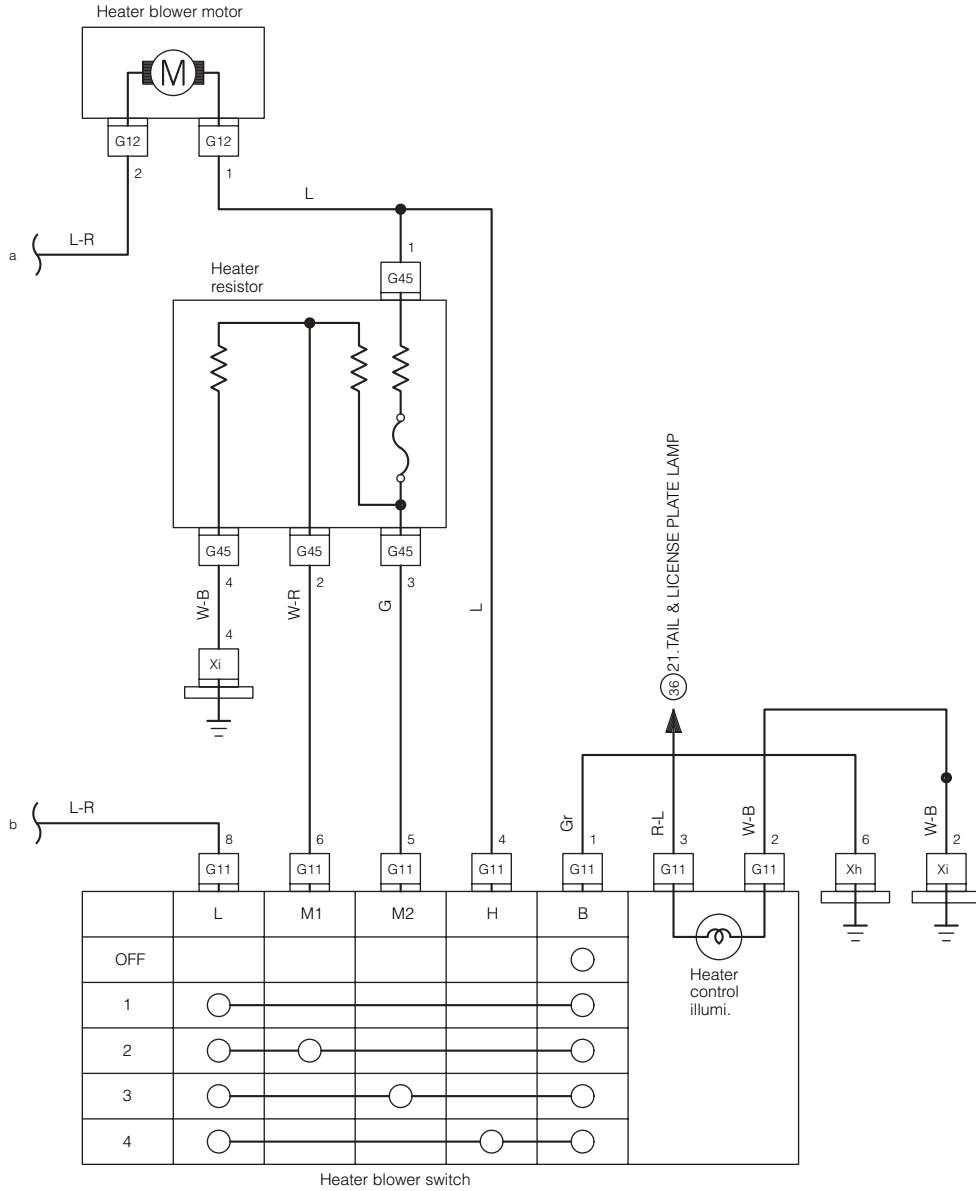 Heater blower motor
M
G12
G12
2
1
L
L-R
a
1
Heater
resistor
G45
G45
G45
G45
4
2
3
W-B
W-R
G
L
4
Xi
36 21. TAIL & LICENSE PLATE LAMP
L-R
b
Gr
R-L
W-B
W-B
8
6
5
4
1
3
2
6
2
G11
G11
G11
G11
G11
G11
G11
Xh
Xi
L
M1
M2
H
B
OFF
Heater
control
illumi.
1
2
3
4
Heater blower switch